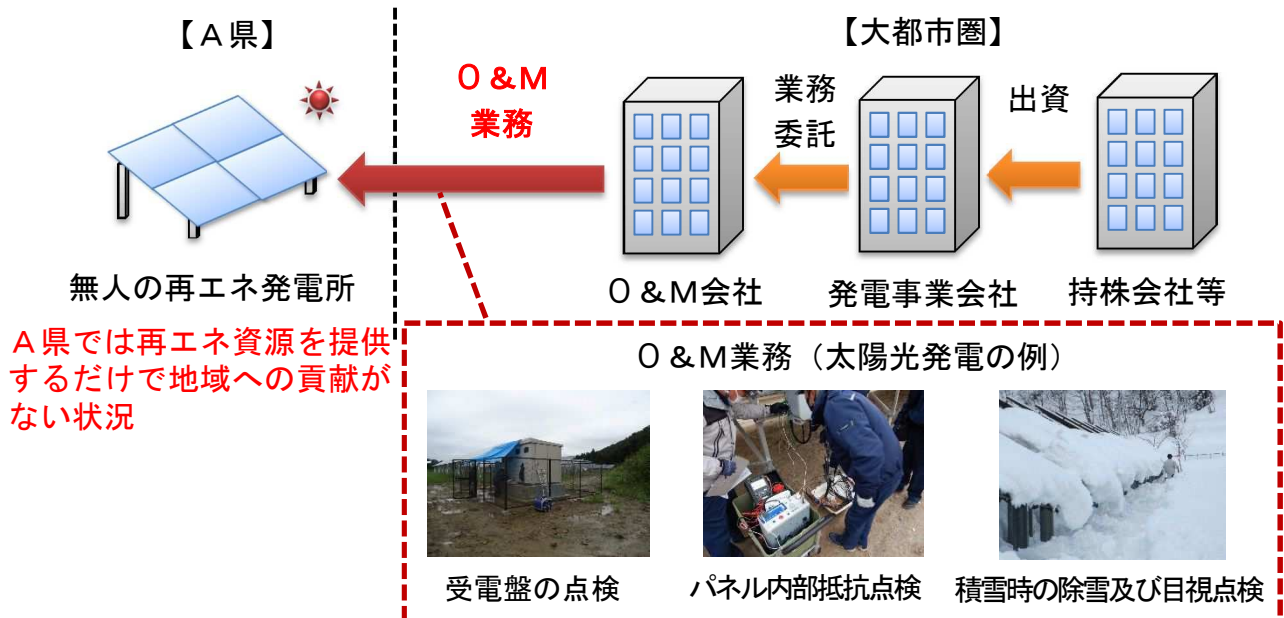 【A県】
【大都市圏】
O&M
業務
業務
委託
出資
無人の再エネ発電所
O&M会社
発電事業会社
持株会社等
A県では再エネ資源を提供
するだけで地域への貢献が
ない状況
O&M業務（太陽光発電の例）
受電盤の点検
パネル内部抵抗点検
積雪時の除雪及び目視点検